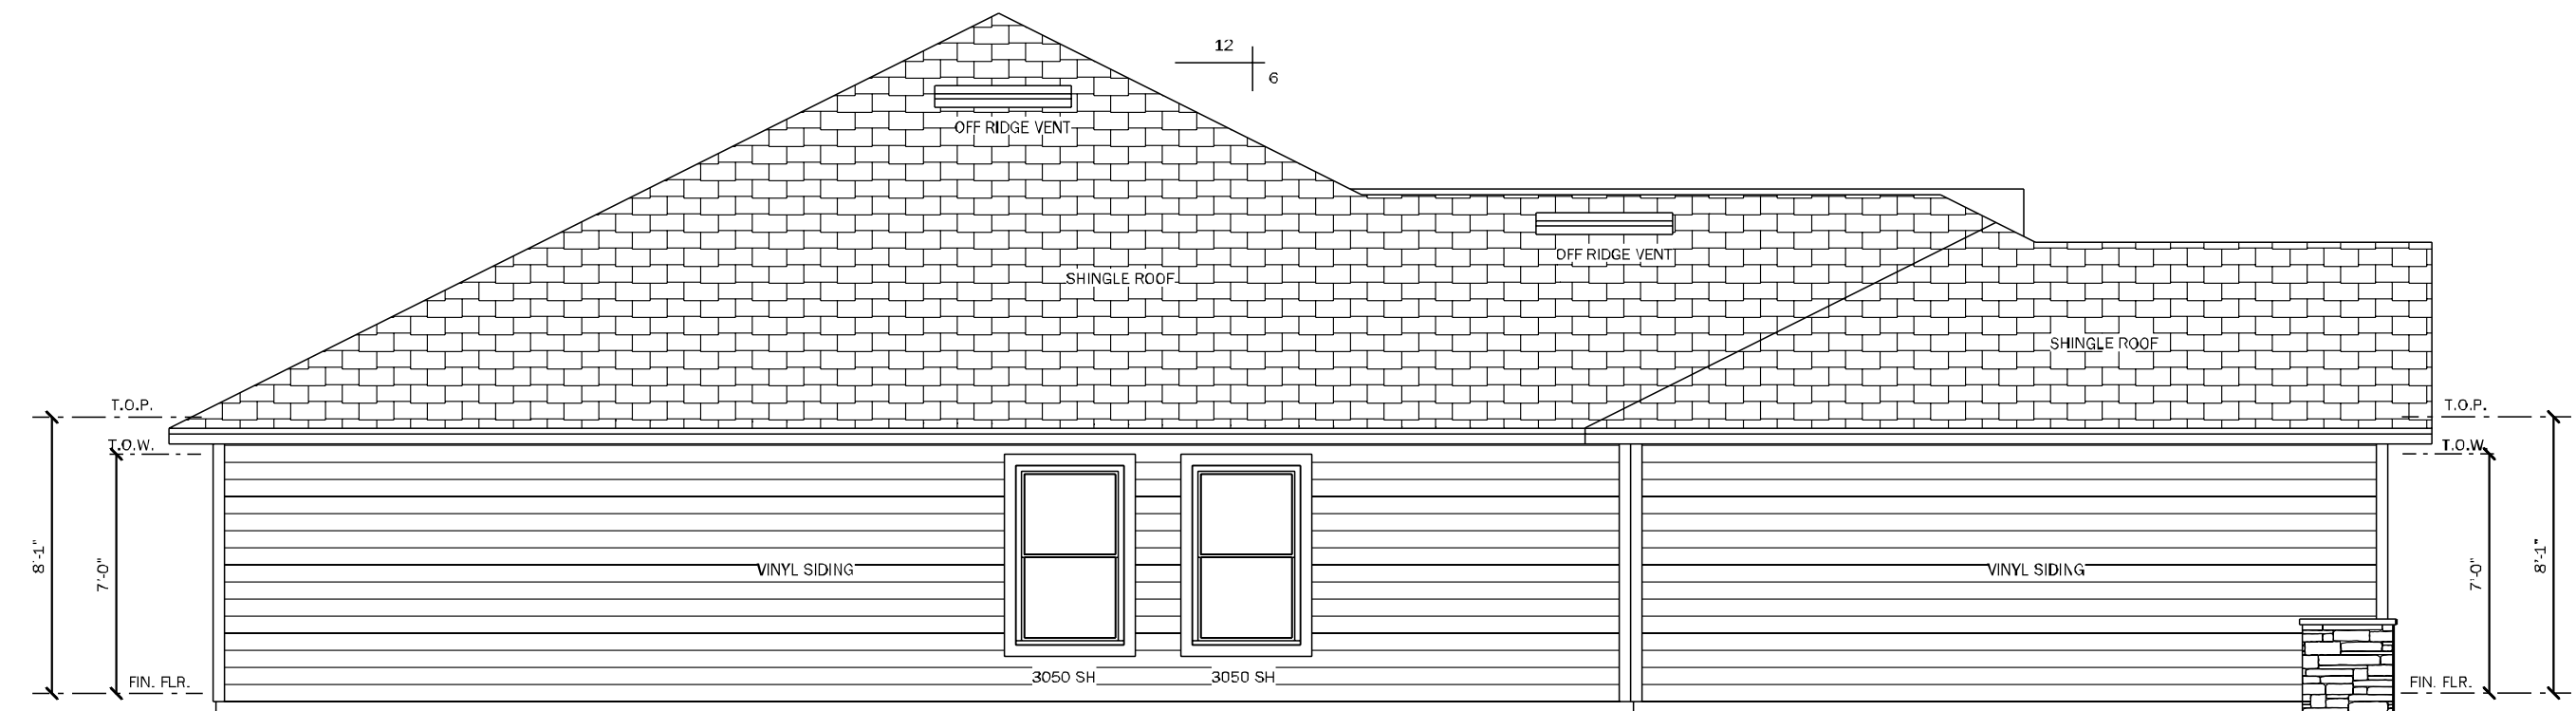 12
6
OFF RIDGE VENT
OFF RIDGE VENT
SHINGLE ROOF
SHINGLE ROOF
T.O.P.
T.O.P.
T.O.W.
T.O.W.
8'-1"
7'-0"
VINYL SIDING
VINYL SIDING
7'-0"
8'-1"
3050 SH
3050 SH
FIN. FLR.
FIN. FLR.